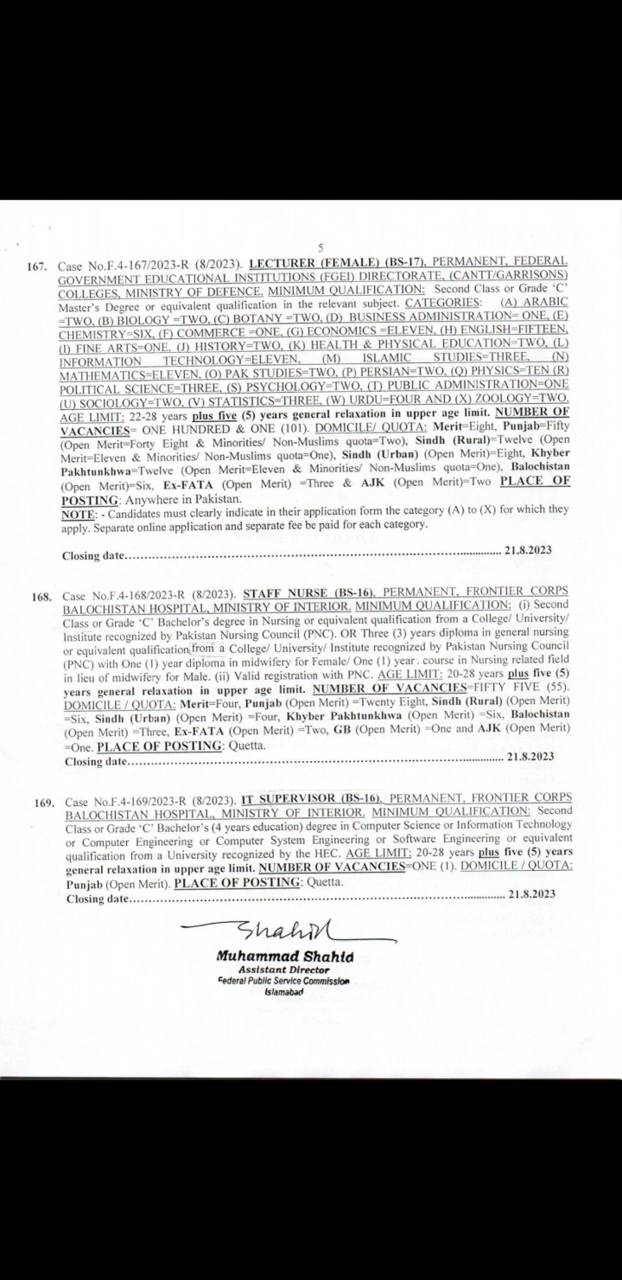 5
167. Case No.F.4-167/2023-R (8/2023). LECTURER (FEMALE) (BS-17), PERMANENT, FEDERAL
GOVERNMENT EDUCATIONAL INSTITUTIONS (FGEI) DIRECTORATE, (CANTT/GARRISONS)
COLLEGES, MINISTRY OF DEFENCE. MINIMUM QUALIFICATION: Second Class or Grade 'C'
Master's Degree or equivalent qualification in the relevant subject. CATEGORIES: (A) ARABIC
=TWO, (B) BIOLOGY =TWO, (C) BOTANY =TWO, (D) BUSINESS ADMINISTRATION= ONE, (E)
CHEMISTRY=SIX, (F) COMMERCE =ONE, (G) ECONOMICS =ELEVEN, (H) ENGLISH=FIFTEEN,
(I) FINE ARTS=ONE, (J) HISTORY=TWO, (K) HEALTH & PHYSICAL EDUCATION=TWO, (L)
INFORMATION TECHNOLOGY=ELEVEN, (M) ISLAMIC STUDIES=THREE, (N)
MATHEMATICS=ELEVEN, (O) PAK STUDIES=TWO, (P) PERSIAN=TWO, (Q) PHYSICS=TEN (R)
POLITICAL SCIENCE=THREE, (S) PSYCHOLOGY=TWO, (T) PUBLIC ADMINISTRATION=ONE
(U) SOCIOLOGY=TWO, (V) STATISTICS=THREE, (W) URDU=FOUR AND (X) ZOOLOGY=TWO.
AGE LIMIT: 22-28 years plus five (5) years general relaxation in upper age limit. NUMBER OF
VACANCIES= ONE HUNDRED & ONE (101). DOMICILE/ QUOTA: Merit=Eight, Punjab=Fifty
(Open Merit=Forty Eight & Minorities/ Non-Muslims quota=Two), Sindh (Rural)=Twelve (Open
Merit=Eleven & Minorities/ Non-Muslims quota=One), Sindh (Urban) (Open Merit)=Eight, Khyber
Pakhtunkhwa=Twelve (Open Merit=Eleven & Minorities/ Non-Muslims quota=One), Balochistan
(Open Merit)=Six, Ex-FATA (Open Merit) =Three & AJK (Open Merit)=Two PLACE OF
POSTING: Anywhere in Pakistan.
NOTE: - Candidates must clearly indicate in their application form the category (A) to (X) for which they
apply. Separate online application and separate fee be paid for each category.
Closing date.......................................................................................... 21.8.2023
168. Case No.F.4-168/2023-R (8/2023). STAFF NURSE (BS-16), PERMANENT, FRONTIER CORPS
BALOCHISTAN HOSPITAL, MINISTRY OF INTERIOR. MINIMUM QUALIFICATION: (i) Second
Class or Grade 'C' Bachelor's degree in Nursing or equivalent qualification from a College/ University/
Institute recognized by Pakistan Nursing Council (PNC). OR Three (3) years diploma in general nursing
or equivalent qualification from a College/ University/ Institute recognized by Pakistan Nursing Council
(PNC) with One (1) year diploma in midwifery for Female/ One (1) year. course in Nursing related field
in lieu of midwifery for Male. (ii) Valid registration with PNC. AGE LIMIT: 20-28 years plus five (5)
years general relaxation in upper age limit. NUMBER OF VACANCIES=FIFTY FIVE (55).
DOMICILE / QUOTA: Merit=Four, Punjab (Open Merit) =Twenty Eight, Sindh (Rural) (Open Merit)
=Six, Sindh (Urban) (Open Merit) =Four, Khyber Pakhtunkhwa (Open Merit) =Six, Balochistan
(Open Merit) =Three, Ex-FATA (Open Merit) =Two, GB (Open Merit) =One and AJK (Open Merit)
=One. PLACE OF POSTING: Quetta.
Closing date.......................................................................................... 21.8.2023
169. Case No.F.4-169/2023-R (8/2023). IT SUPERVISOR (BS-16), PERMANENT, FRONTIER CORPS
BALOCHISTAN HOSPITAL, MINISTRY OF INTERIOR. MINIMUM QUALIFICATION: Second
Class or Grade 'C' Bachelor's (4 years education) degree in Computer Science or Information Technology
or Computer Engineering or Computer System Engineering or Software Engineering or equivalent
qualification from a University recognized by the HEC. AGE LIMIT: 20-28 years plus five (5) years
general relaxation in upper age limit. NUMBER OF VACANCIES=ONE (1). DOMICILE / QUOTA:
Punjab (Open Merit). PLACE OF POSTING: Quetta.
Closing date.......................................................................................... 21.8.2023
Shahid
Muhammad Shahid
Assistant Director
Federal Public Service Commission
Islamabad